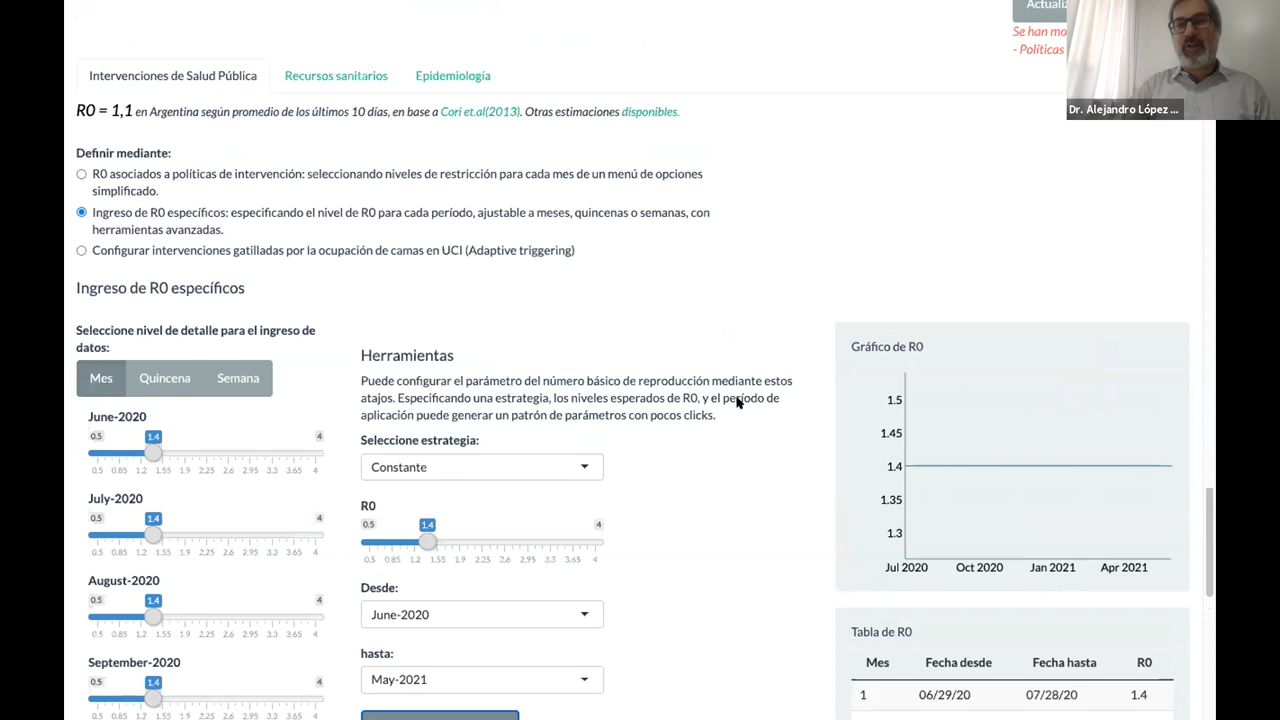 Actualiz
Se han mo
- Políticas
Dr. Alejandro López ...
Intervenciones de Salud Pública
Recursos sanitarios
Epidemiología
R0 = 1,1 en Argentina según promedio de los últimos 10 días, en base a Cori et.al(2013). Otras estimaciones disponibles.
Definir mediante:
R0 asociados a políticas de intervención: seleccionando niveles de restricción para cada mes de un menú de opciones
simplificado.
Ingreso de R0 específicos: especificando el nivel de R0 para cada período, ajustable a meses, quincenas o semanas, con
herramientas avanzadas.
Configurar intervenciones gatilladas por la ocupación de camas en UCI (Adaptive triggering)
Ingreso de R0 específicos
Seleccione nivel de detalle para el ingreso de
datos:
Mes
Quincena
Semana
June-2020
0.5
1.4
4
0.5 0.85 1.2 1.55 1.9 2.25 2.6 2.95 3.3 3.65 4
July-2020
0.5
1.4
4
0.5 0.85 1.2 1.55 1.9 2.25 2.6 2.95 3.3 3.65 4
August-2020
0.5
1.4
4
0.5 0.85 1.2 1.55 1.9 2.25 2.6 2.95 3.3 3.65 4
September-2020
0.5
1.4
4
0.5 0.85 1.2 1.55 1.9 2.25 2.6 2.95 3.3 3.65 4
Herramientas
Puede configurar el parámetro del número básico de reproducción mediante estos
atajos. Especificando una estrategia, los niveles esperados de R0, y el período de
aplicación puede generar un patrón de parámetros con pocos clicks.
Seleccione estrategia:
Constante
R0
0.5
1.4
4
0.5 0.85 1.2 1.55 1.9 2.25 2.6 2.95 3.3 3.65 4
Desde:
June-2020
hasta:
May-2021
Gráfico de R0
1.5
1.45
1.4
1.35
1.3
Jul 2020 Oct 2020 Jan 2021 Apr 2021
Tabla de R0
Mes Fecha desde Fecha hasta R0
1 06/29/20 07/28/20 1.4